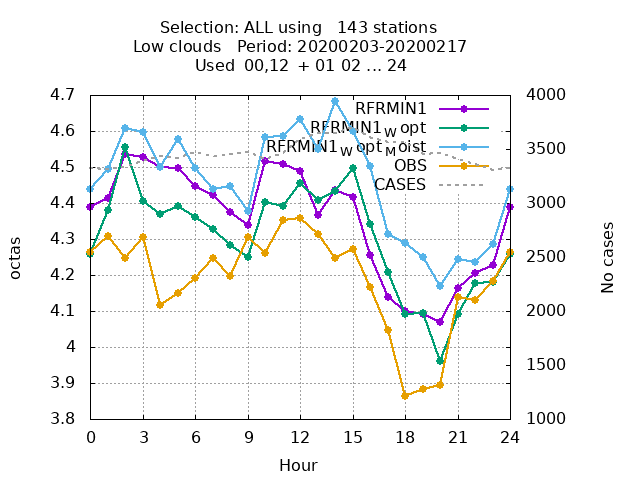 Selection: ALL using 143 stations
Low clouds Period: 20200203-20200217
Used 00,12 + 01 02 ... 24
4.7
4.6
4.5
4.4
4.3
4.2
4.1
4
3.9
3.8
octas
4000
3500
3000
2500
2000
1500
1000
No cases
RFRMIN1
RFRMIN1_W opt
RFRMIN1_W opt_M oist
OBS
CASES
0 3 6 9 12 15 18 21 24
Hour